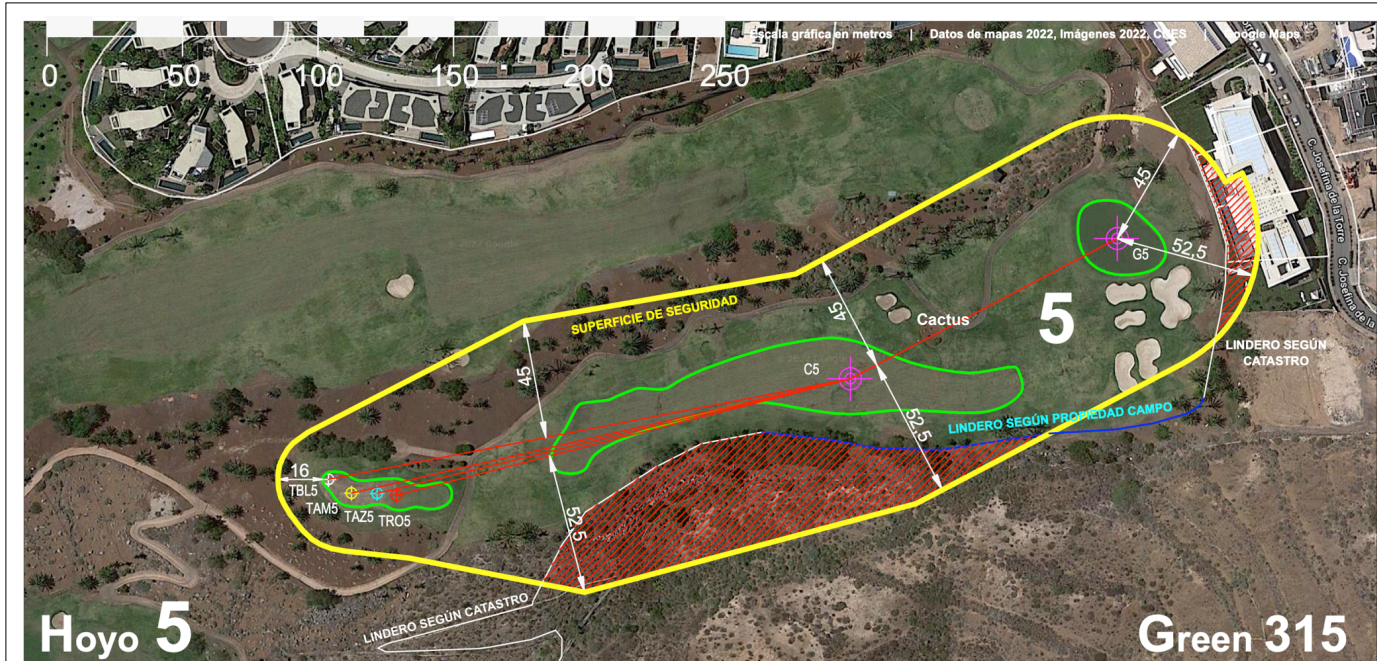 Escala gráfica en metros | Datos de mapas 2022, Imágenes 2022, CNES | Google Maps
0 50 100 150 200 250
C. Josefina de la Torre
C. Josefina de la
45
52,5
G5
5
SUPERFICIE DE SEGURIDAD
45
Cactus
45
C5
LINDERO SEGÚN
CATASTRO
52,5
LINDERO SEGÚN PROPIEDAD CAMPO
16
TBL5
TAM5
TAZ5
TRO5
52,5
LINDERO SEGÚN CATASTRO
Hoyo 5
Green 315